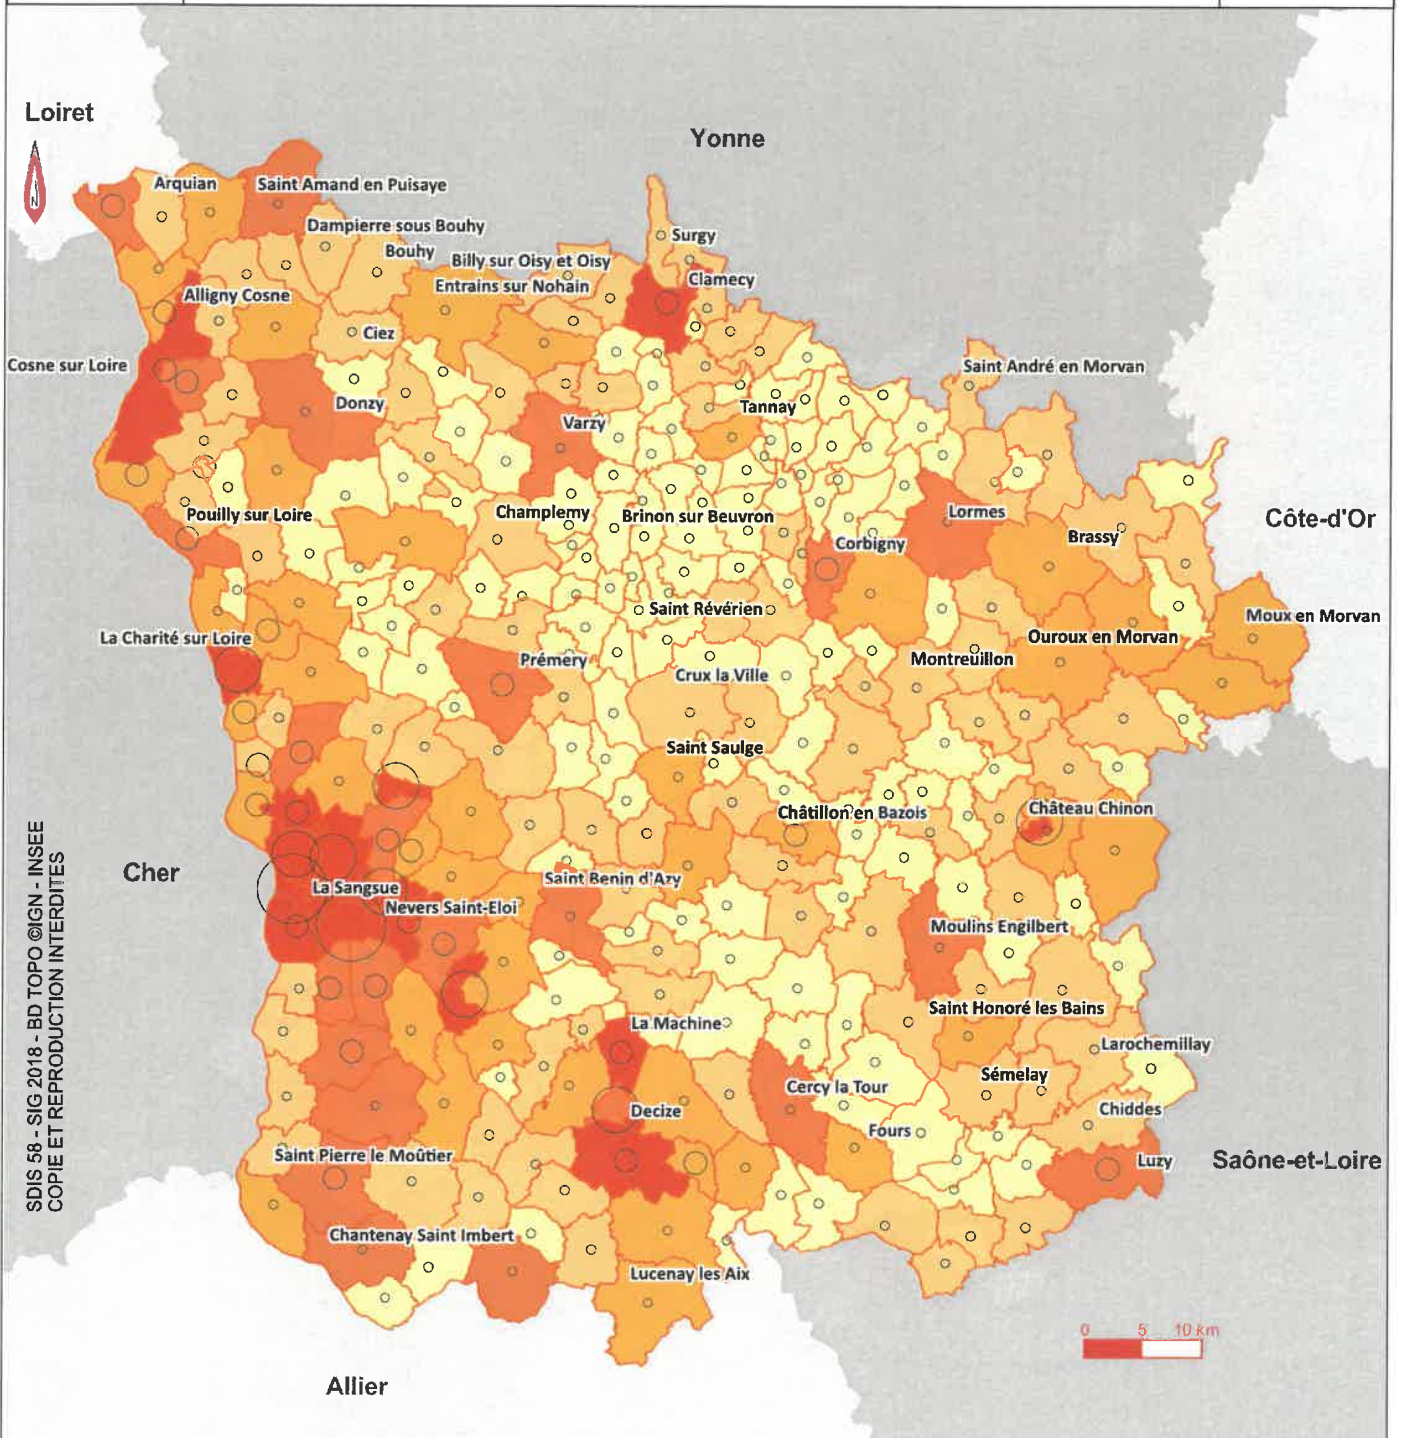 Loiret
Yonne
N
Arquian
Saint Amand en Puisaye
Dampierre sous Bouhy
Surgy
Bouhy
Billy sur Oisy et Oisy
Clamecy
Entrains sur Nohain
Alligny Cosne
Ciez
Cosne sur Loire
Saint André en Morvan
Donzy
Tannay
Varzy
Pouilly sur Loire
Champlemy
Brinon sur Beuvron
Lormes
Côte-d'Or
Brassy
Corbigny
Saint Révérien
Moux en Morvan
La Charité sur Loire
Ouroux en Morvan
Prémery
Montreuillon
Crux la Ville
Saint Saulge
Châtillon en Bazois
Château Chinon
Cher
La Sangsue
Saint Benin d'Azy
Nevers Saint-Eloi
Moulins Engilbert
Saint Honoré les Bains
La Machine
Larochemillay
Sémelay
Cercy la Tour
Decize
Chiddes
Fours
Saint Pierre le Moûtier
Luzy
Saône-et-Loire
Chantenay Saint Imbert
Lucenay les Aix
0 5 10 km
Allier
SDIS 58 - SIG 2018 - BD TOPO ©IGN - INSEE
COPIE ET REPRODUCTION INTERDITES